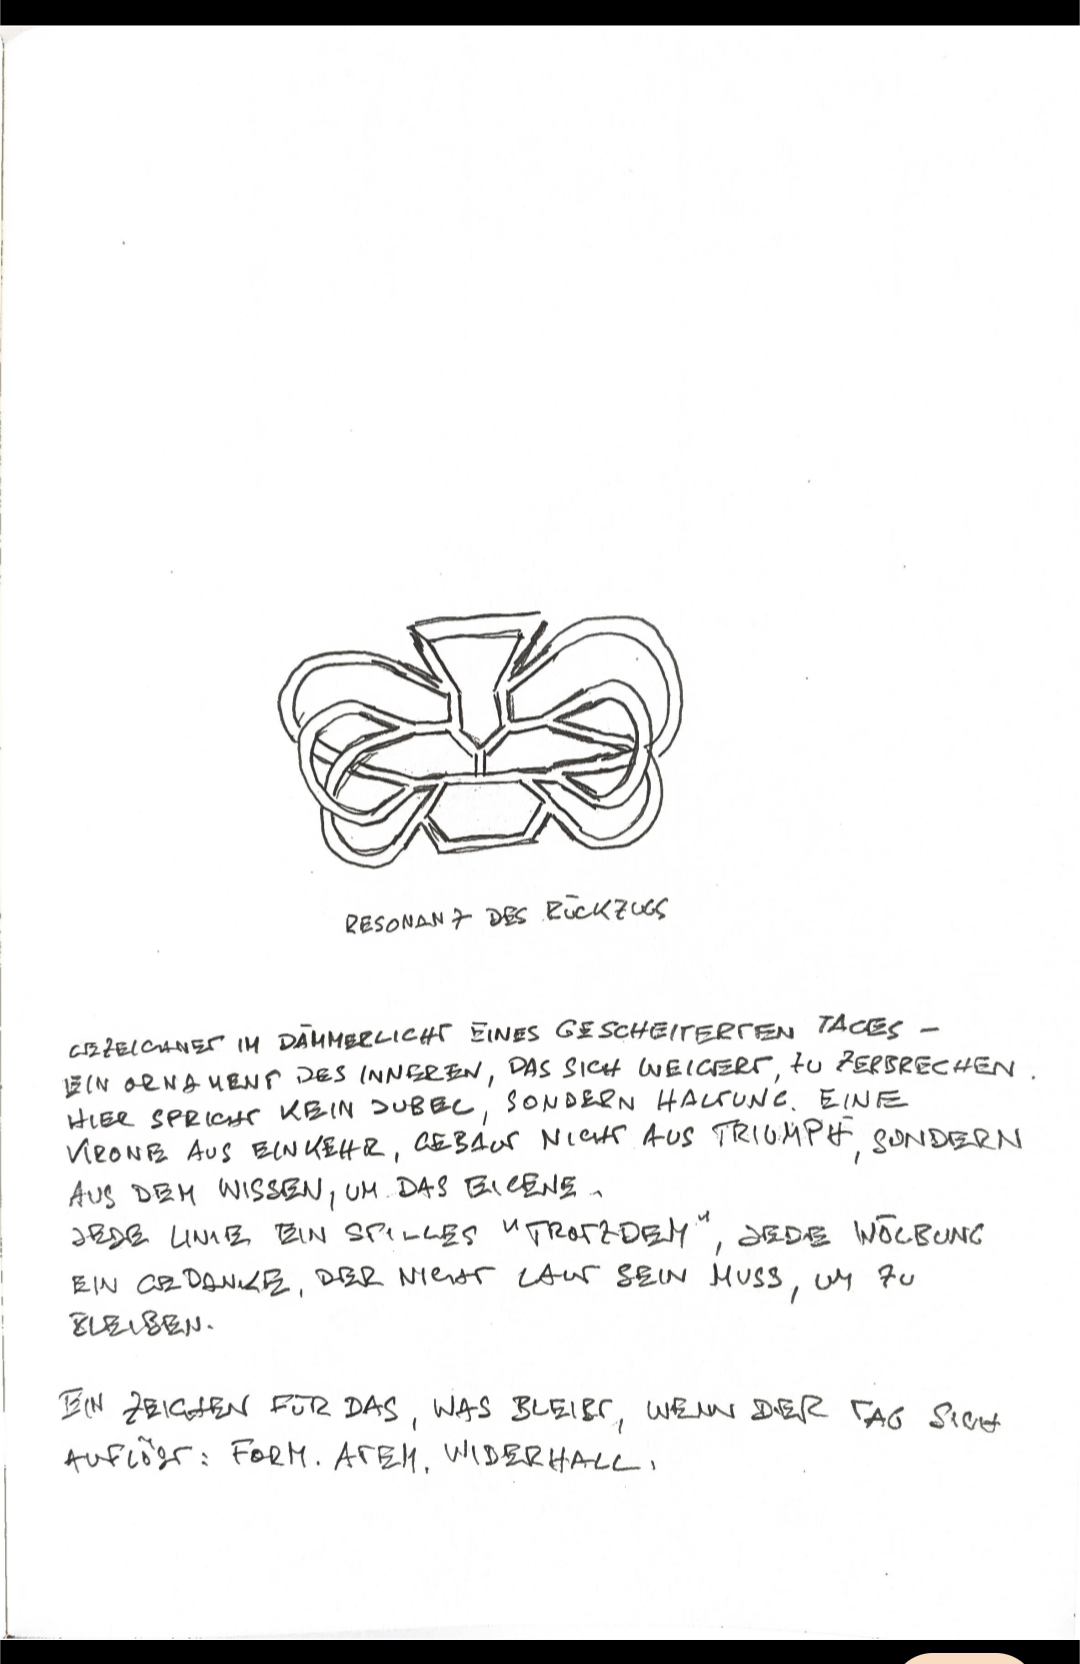 RESONANZ DES RÜCKZUGS
GEZEICHNET IM DÄMMERLICHT EINES GESCHEITERTEN TAGES –
EIN ORNAMENT DES INNEREN, DAS SICH WEIGERT, ZU ZERBRECHEN.
HIER SPRICHT KEIN JUBEL, SONDERN HALTUNG. EINE
KRONE AUS EINKEHR, GEBAUT NICHT AUS TRIUMPH, SONDERN
AUS DEM WISSEN, UM DAS EIGENE.
JEDE LINIE EIN STILLES "TROTZDEM", JEDE WÖLBUNG
EIN GEDANKE, DER NICHT LAUT SEIN MUSS, UM ZU
BLEIBEN.
EIN ZEICHEN FÜR DAS, WAS BLEIBT, WENN DER TAG SICH
AUFLÖST: FORM. ATEM. WIDERHALL.